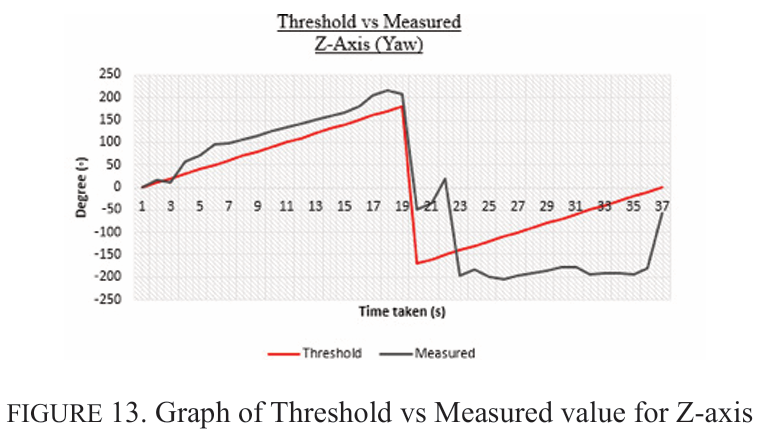 Threshold vs Measured
Z-Axis (Yaw)
250
200
150
100
50
0
-50
-100
-150
-200
-250
Degree (°)
1 3 5 7 9 11 13 15 17 19 21 23 25 27 29 31 33 35 37
Time taken (s)
Threshold Measured
FIGURE 13. Graph of Threshold vs Measured value for Z-axis